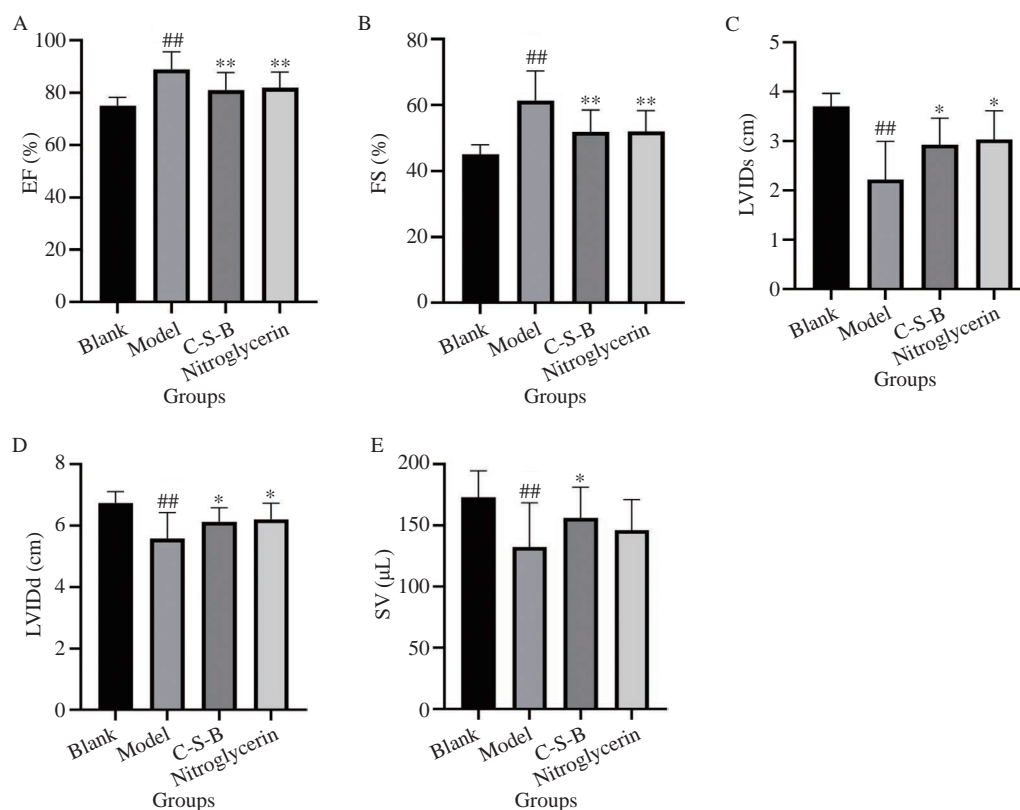 A
EF (%)
100
80
60
40
20
0
##
**
**
Blank
Model
C-S-B
Nitroglycerin
Groups
B
FS (%)
80
60
40
20
0
##
**
**
Blank
Model
C-S-B
Nitroglycerin
Groups
C
LVIDs (cm)
5
4
3
2
1
0
##
*
*
Blank
Model
C-S-B
Nitroglycerin
Groups
D
LVIDd (cm)
8
6
4
2
0
##
*
*
Blank
Model
C-S-B
Nitroglycerin
Groups
E
SV (μL)
200
150
100
50
0
##
*
Blank
Model
C-S-B
Nitroglycerin
Groups